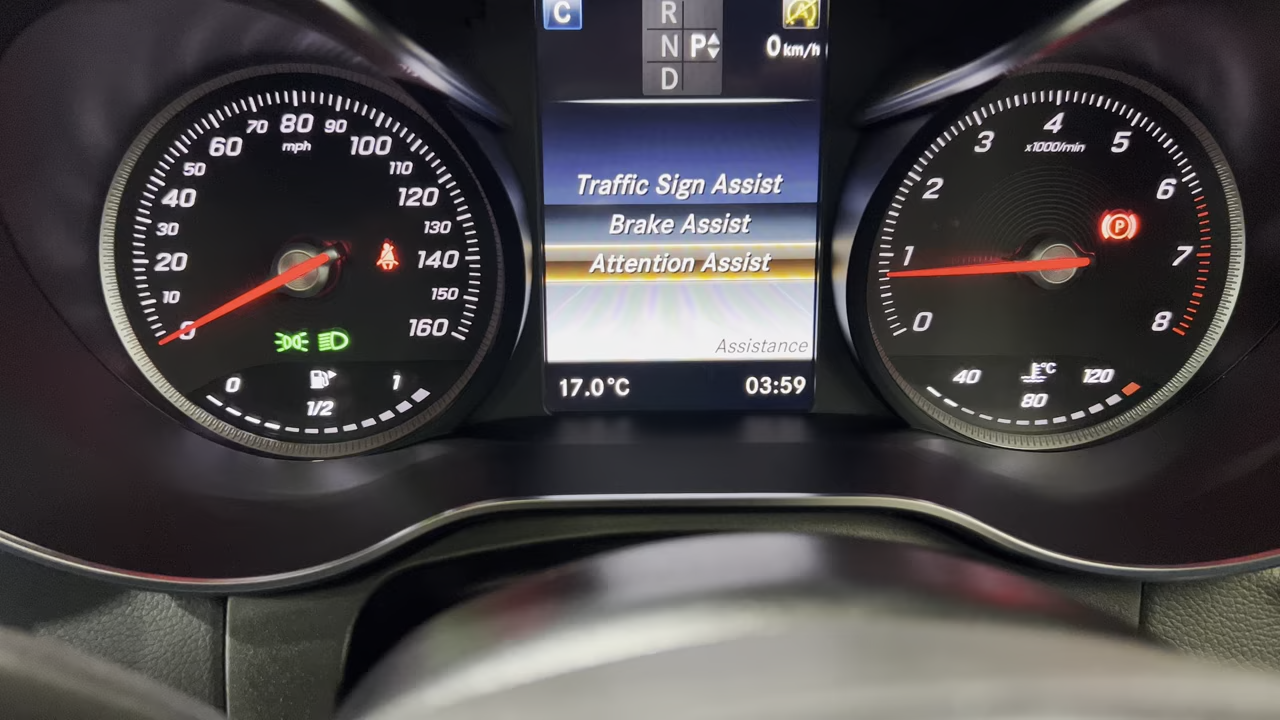 C
R
N
P
D
0 km/h
Traffic Sign Assist
Brake Assist
Attention Assist
Assistance
17.0°C
03:59
0
10
20
30
40
50
60
70
80
90
100
110
120
130
140
150
160
mph
0
1/2
1
0
1
2
3
4
5
6
7
8
x1000/min
P
40
80
120
°C